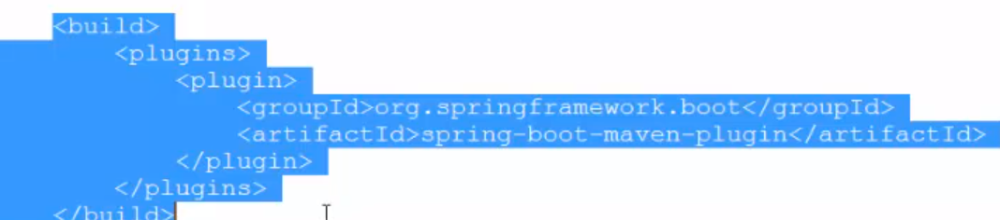 <build>
<plugins>
<plugin>
<groupId>org.springframework.boot</groupId>
<artifactId>spring-boot-maven-plugin</artifactId>
</plugin>
</plugins>
</build>